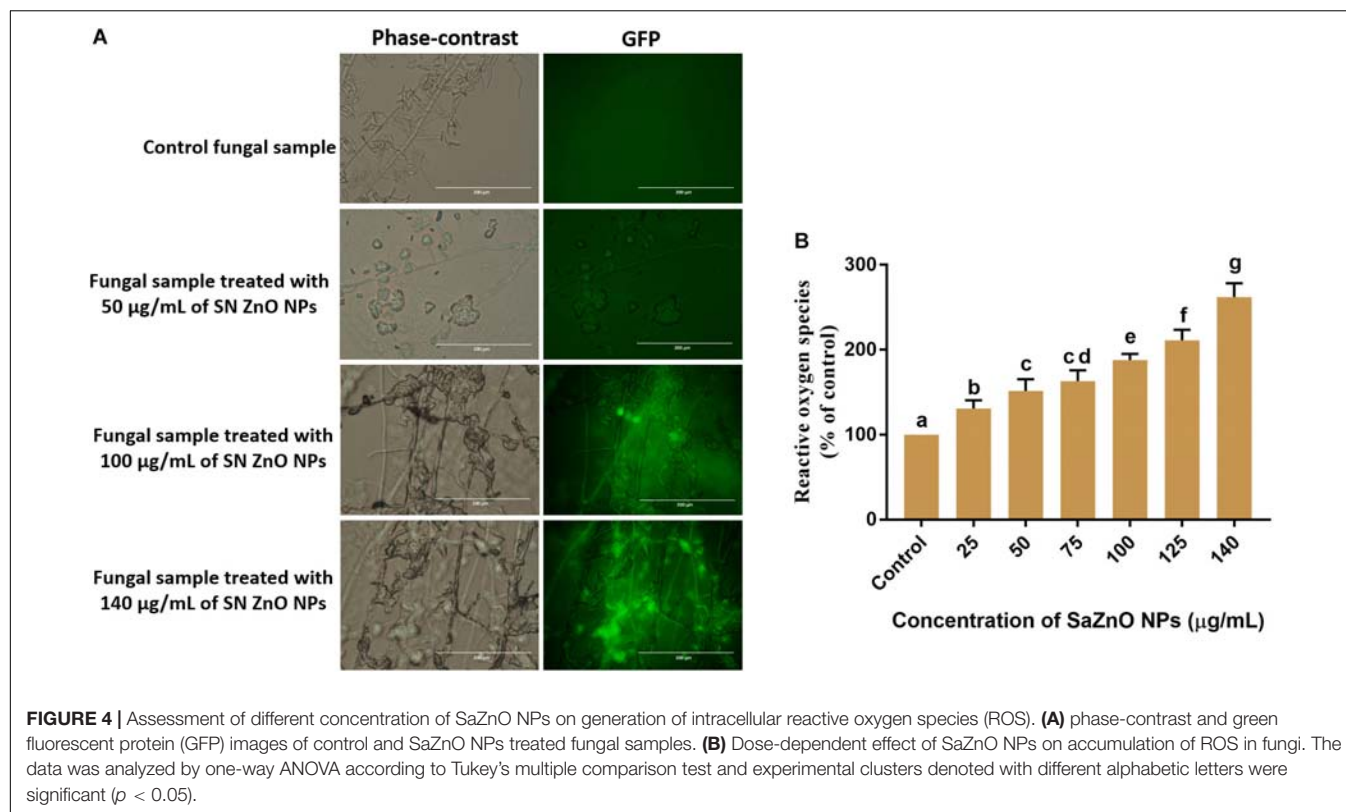 A
Phase-contrast GFP
Control fungal sample
Fungal sample treated with
50 µg/mL of SN ZnO NPs
Fungal sample treated with
100 µg/mL of SN ZnO NPs
Fungal sample treated with
140 µg/mL of SN ZnO NPs
B
Reactive oxygen species
(% of control)
300
200
100
0
a
b
c
c d
e
f
g
Control
25
50
75
100
125
140
Concentration of SaZnO NPs (µg/mL)
FIGURE 4 | Assessment of different concentration of SaZnO NPs on generation of intracellular reactive oxygen species (ROS). (A) phase-contrast and green
fluorescent protein (GFP) images of control and SaZnO NPs treated fungal samples. (B) Dose-dependent effect of SaZnO NPs on accumulation of ROS in fungi. The
data was analyzed by one-way ANOVA according to Tukey's multiple comparison test and experimental clusters denoted with different alphabetic letters were
significant (p < 0.05).